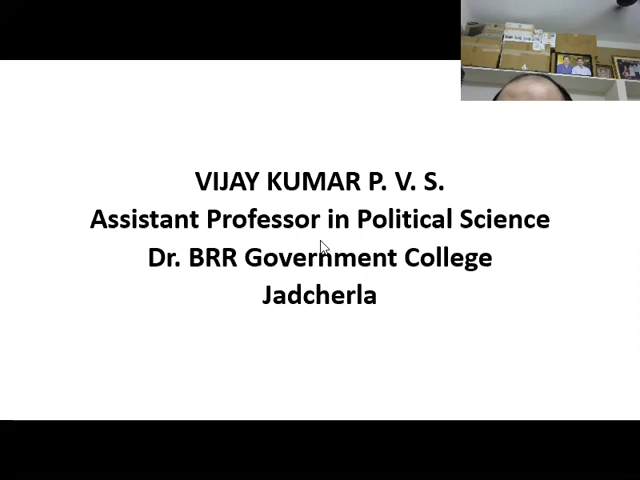 VIJAY KUMAR P. V. S.
Assistant Professor in Political Science
Dr. BRR Government College
Jadcherla